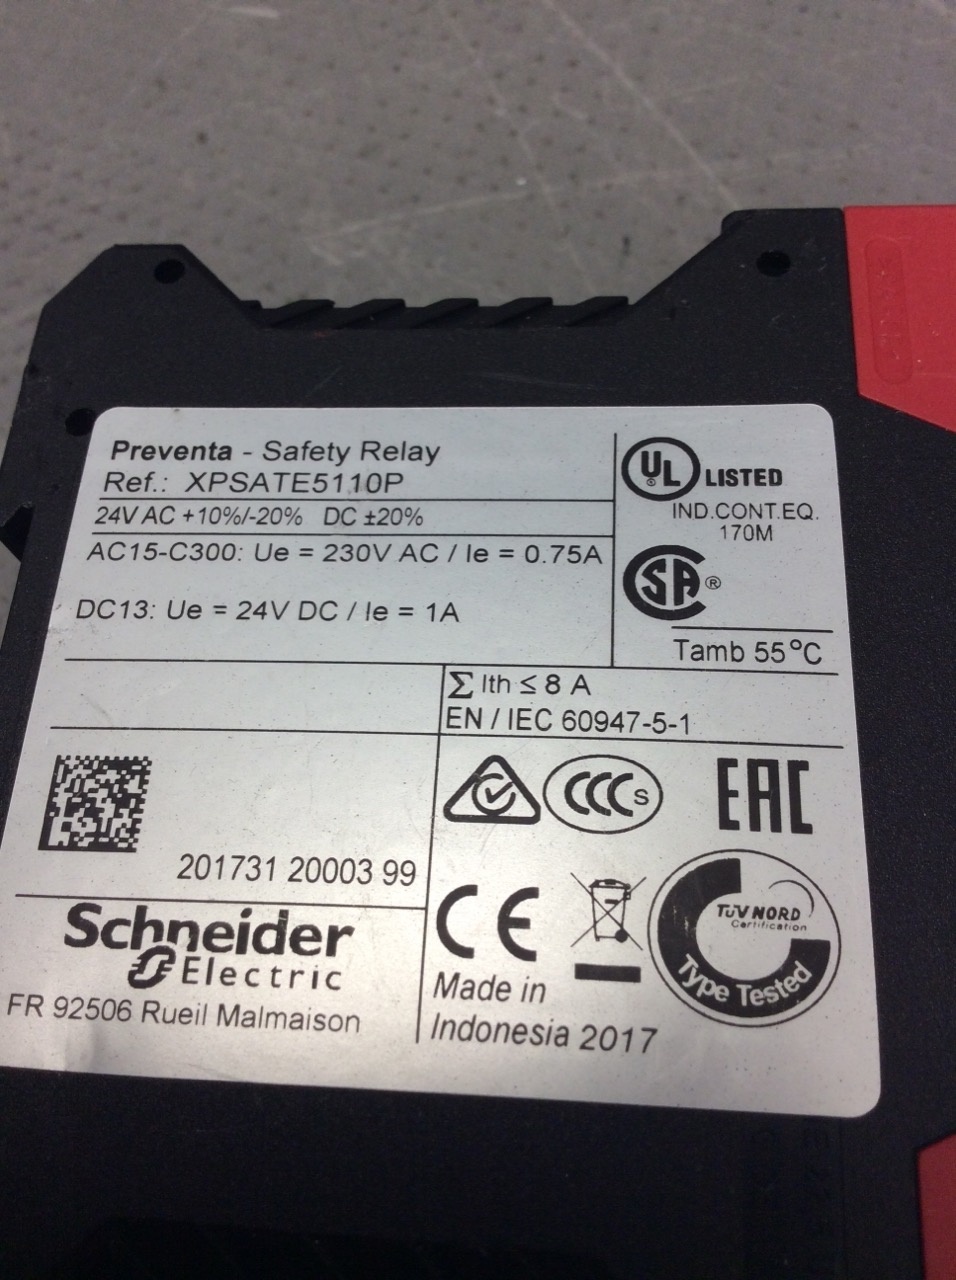 Preventa - Safety Relay
Ref.: XPSATE5110P
24V AC +10%/-20% DC ±20%
AC15-C300: Ue = 230V AC / Ie = 0.75A
DC13: Ue = 24V DC / Ie = 1A
UL LISTED
IND.CONT.EQ.
170M
SA ®
Tamb 55°C
Σ Ith ≤ 8 A
EN / IEC 60947-5-1
CCC S
EAC
201731 20003 99
CE
TÜV NORD
Certification
Type Tested
Schneider
Electric
FR 92506 Rueil Malmaison
Made in
Indonesia 2017